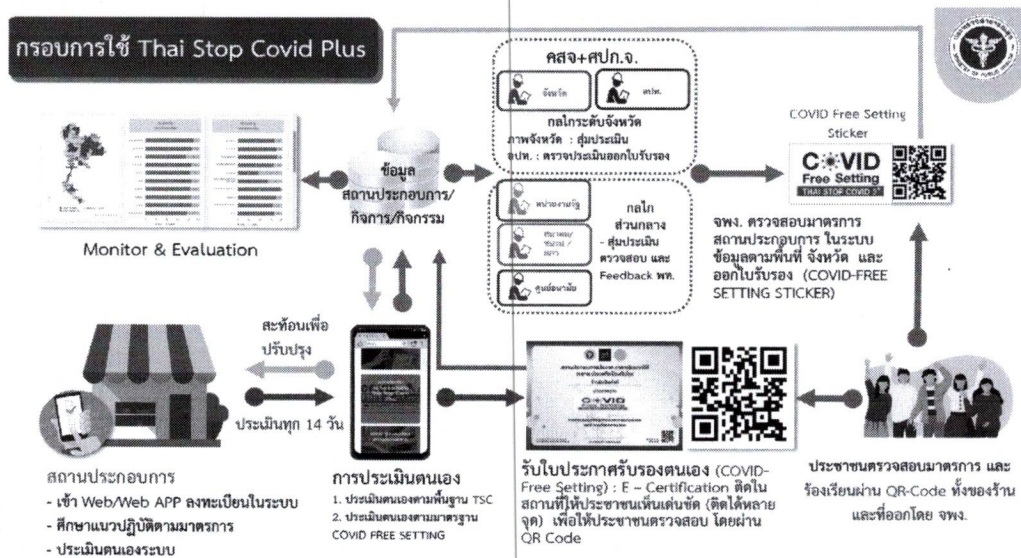 กรอบการใช้ Thai Stop Covid Plus
คสจ+ศปก.จ.
จังหวัด
อปท.
กลไกระดับจังหวัด
ภาพจังหวัด : สุ่มประเมิน
อปท. : ตรวจประเมินออกใบรับรอง
หน่วยงานรัฐ
ศูนย์อนามัย
กลไก
ส่วนกลาง
- สุ่มประเมิน
ตรวจสอบ และ
Feedback พท.
ข้อมูล
สถานประกอบการ/
กิจการ/กิจกรรม
Monitor & Evaluation
COVID Free Setting
Sticker
COVID
Free Setting
THAI STOP COVID 2+
จพง. ตรวจสอบมาตรการ
สถานประกอบการ ในระบบ
ข้อมูลตามพื้นที่ จังหวัด และ
ออกใบรับรอง (COVID-FREE
SETTING STICKER)
สะท้อนเพื่อ
ปรับปรุง
ประเมินทุก 14 วัน
สถานประกอบการ
- เข้า Web/Web APP ลงทะเบียนในระบบ
- ศึกษาแนวปฏิบัติตามมาตรการ
- ประเมินตนเองระบบ
การประเมินตนเอง
1. ประเมินตนเองตามพื้นฐาน TSC
2. ประเมินตนเองตามมาตรฐาน
COVID FREE SETTING
COVID
รับใบประกาศรับรองตนเอง (COVID-
Free Setting) : E – Certification ติดใน
สถานที่ให้ประชาชนเห็นเด่นชัด (ติดได้หลาย
จุด) เพื่อให้ประชาชนตรวจสอบ โดยผ่าน
QR Code
ประชาชนตรวจสอบมาตรการ และ
ร้องเรียนผ่าน QR-Code ทั้งของร้าน
และที่ออกโดย จพง.